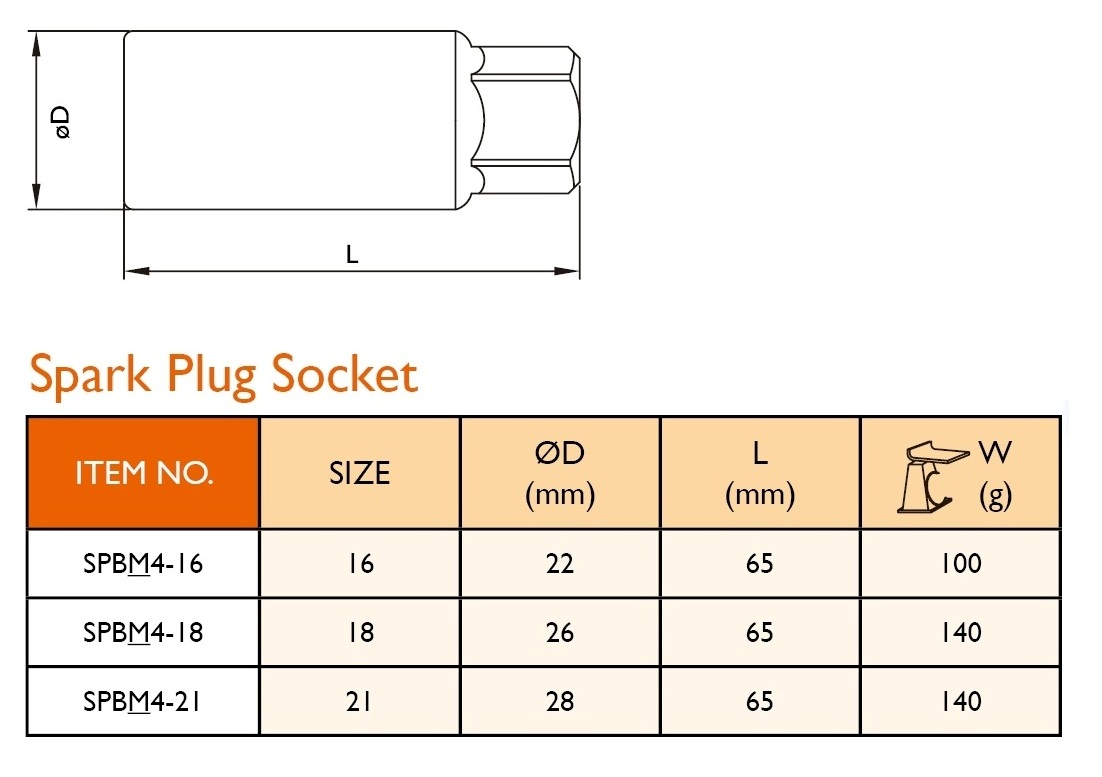 øD
L
Spark Plug Socket
ITEM NO. SIZE ØD (mm) L (mm) W (g)
SPBM4-16 16 22 65 100
SPBM4-18 18 26 65 140
SPBM4-21 21 28 65 140